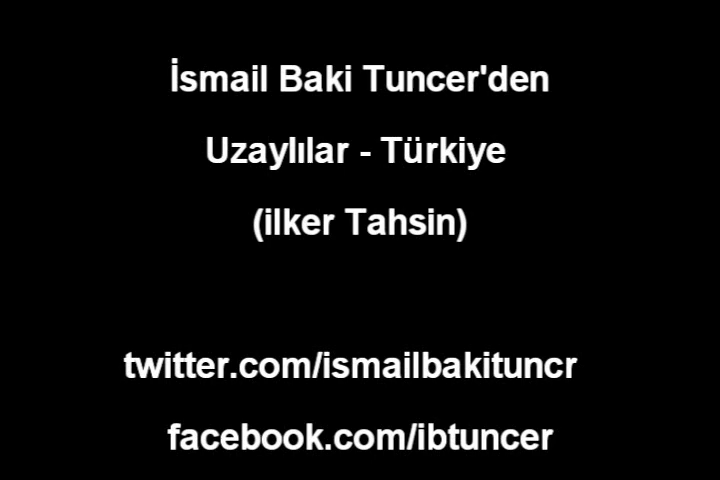 İsmail Baki Tuncer'den
Uzaylılar - Türkiye
(ilker Tahsin)
twitter.com/ismailbakituncr
facebook.com/ibtuncer